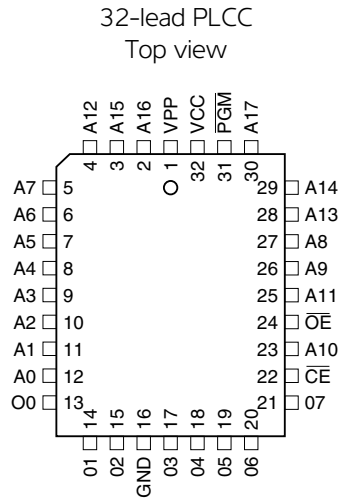 32-lead PLCC
Top view
A12 A15 A16 VPP VCC PGM A17
4 3 2 1 32 31 30
A7 5 29 A14
A6 6 28 A13
A5 7 27 A8
A4 8 26 A9
A3 9 25 A11
A2 10 24 OE
A1 11 23 A10
A0 12 22 CE
O0 13 21 07
14 15 16 17 18 19 20
01 02 GND 03 04 05 06